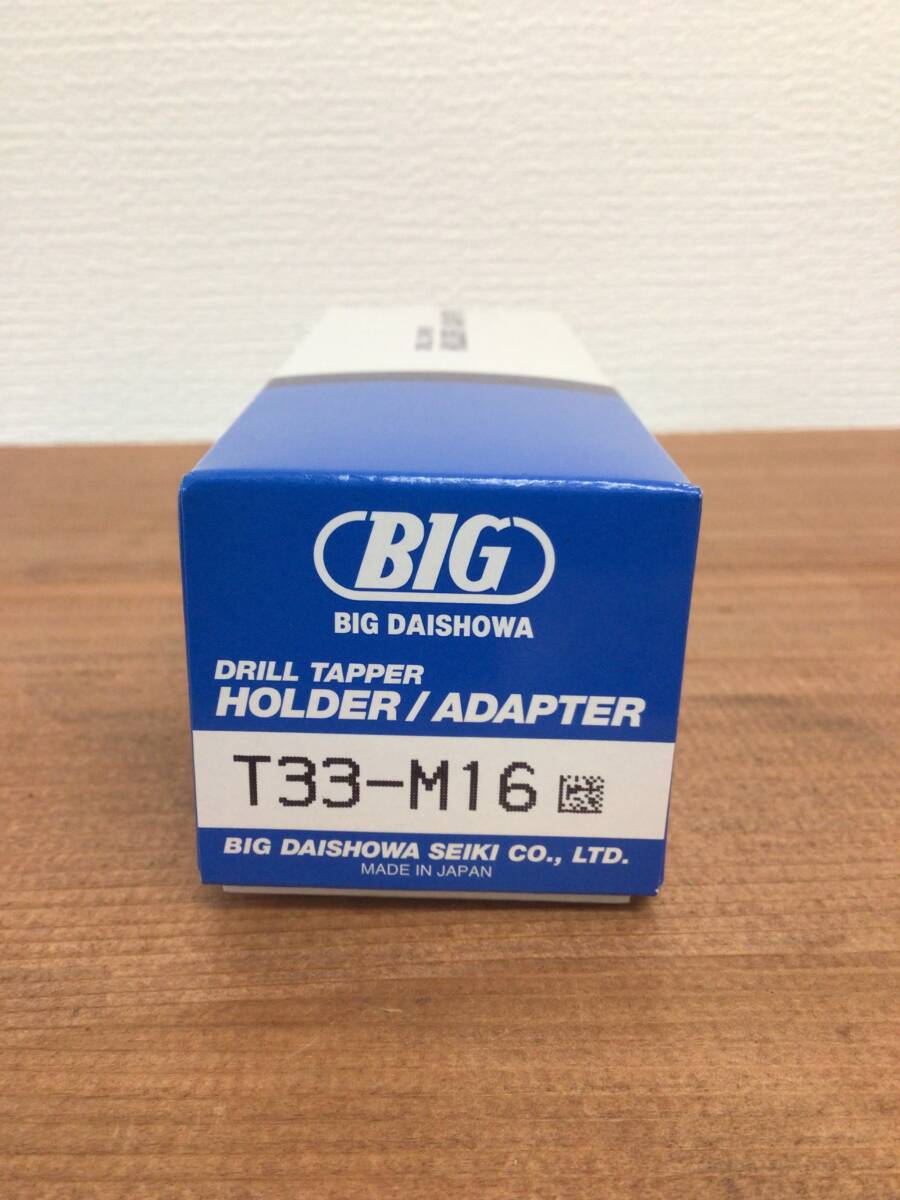 BIG
BIG DAISHOWA
DRILL TAPPER
HOLDER/ADAPTER
T33-M16
BIG DAISHOWA SEIKI CO., LTD.
MADE IN JAPAN